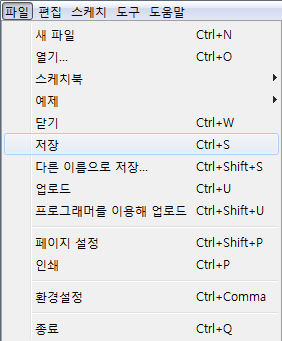 파일 편집 스케치 도구 도움말
새 파일 Ctrl+N
열기... Ctrl+O
스케치북
예제
닫기 Ctrl+W
저장 Ctrl+S
다른 이름으로 저장... Ctrl+Shift+S
업로드 Ctrl+U
프로그래머를 이용해 업로드 Ctrl+Shift+U
페이지 설정 Ctrl+Shift+P
인쇄 Ctrl+P
환경설정 Ctrl+Comma
종료 Ctrl+Q